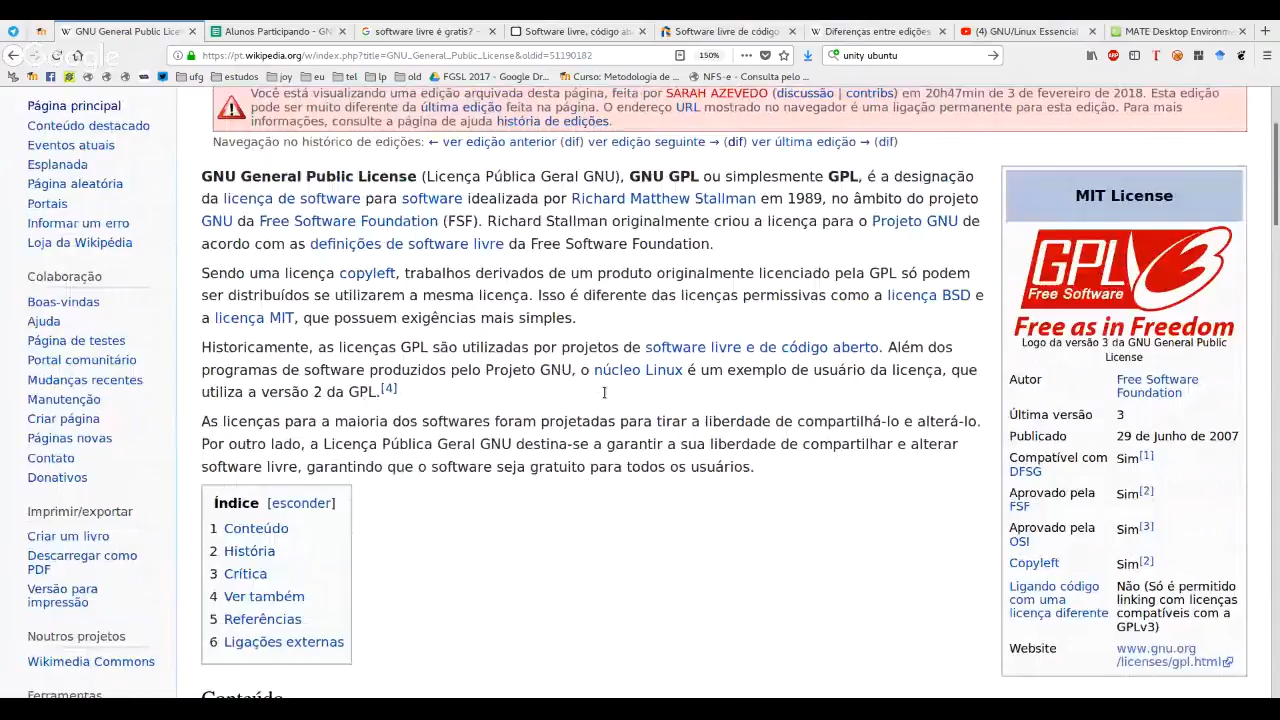 GNU General Public Lice
Alunos Participando - GN
software livre é gratis? -
Software livre, código ab
Software livre de código
Diferenças entre edições
(4) GNU/Linux Essencial
MATE Desktop Environm
Google
https://pt.wikipedia.org/w/index.php?title=GNU_General_Public_License&oldid=51190182
150%
unity ubuntu
ufg
estudos
joy
eu
tel
lp
old
FGSL 2017 - Google Dr...
Curso: Metodologia de ...
NFS-e - Consulta pelo ...
Página principal
Conteúdo destacado
Eventos atuais
Esplanada
Página aleatória
Portais
Informar um erro
Loja da Wikipédia
Colaboração
Boas-vindas
Ajuda
Página de testes
Portal comunitário
Mudanças recentes
Manutenção
Criar página
Páginas novas
Contato
Donativos
Imprimir/exportar
Criar um livro
Descarregar como
PDF
Versão para
impressão
Noutros projetos
Wikimedia Commons
Ferramentas
Você está visualizando uma edição arquivada desta página, feita por SARAH AZEVEDO (discussão | contribs) em 20h47min de 3 de fevereiro de 2018. Esta edição
pode ser muito diferente da última edição feita na página. O endereço URL mostrado no navegador é uma ligação permanente para esta edição. Para mais
informações, consulte a página de ajuda história de edições.
Navegação no histórico de edições: ← ver edição anterior (dif) ver edição seguinte → (dif) ver última edição → (dif)
GNU General Public License (Licença Pública Geral GNU), GNU GPL ou simplesmente GPL, é a designação
da licença de software para software idealizada por Richard Matthew Stallman em 1989, no âmbito do projeto
GNU da Free Software Foundation (FSF). Richard Stallman originalmente criou a licença para o Projeto GNU de
acordo com as definições de software livre da Free Software Foundation.
Sendo uma licença copyleft, trabalhos derivados de um produto originalmente licenciado pela GPL só podem
ser distribuídos se utilizarem a mesma licença. Isso é diferente das licenças permissivas como a licença BSD e
a licença MIT, que possuem exigências mais simples.
Historicamente, as licenças GPL são utilizadas por projetos de software livre e de código aberto. Além dos
programas de software produzidos pelo Projeto GNU, o núcleo Linux é um exemplo de usuário da licença, que
utiliza a versão 2 da GPL.[4]
As licenças para a maioria dos softwares foram projetadas para tirar a liberdade de compartilhá-lo e alterá-lo.
Por outro lado, a Licença Pública Geral GNU destina-se a garantir a sua liberdade de compartilhar e alterar
software livre, garantindo que o software seja gratuito para todos os usuários.
Índice [esconder]
1 Conteúdo
2 História
3 Crítica
4 Ver também
5 Referências
6 Ligações externas
Conteúdo
MIT License
GPL 3
Free Software
Free as in Freedom
Logo da versão 3 da GNU General Public
License
Autor Free Software
Foundation
Última versão 3
Publicado 29 de Junho de 2007
Compatível com
DFSG Sim[1]
Aprovado pela
FSF Sim[2]
Aprovado pela
OSI Sim[3]
Copyleft Sim[2]
Ligando código
com uma
licença diferente
Não (Só é permitido
linking com licenças
compatíveis com a
GPLv3)
Website www.gnu.org
/licenses/gpl.html